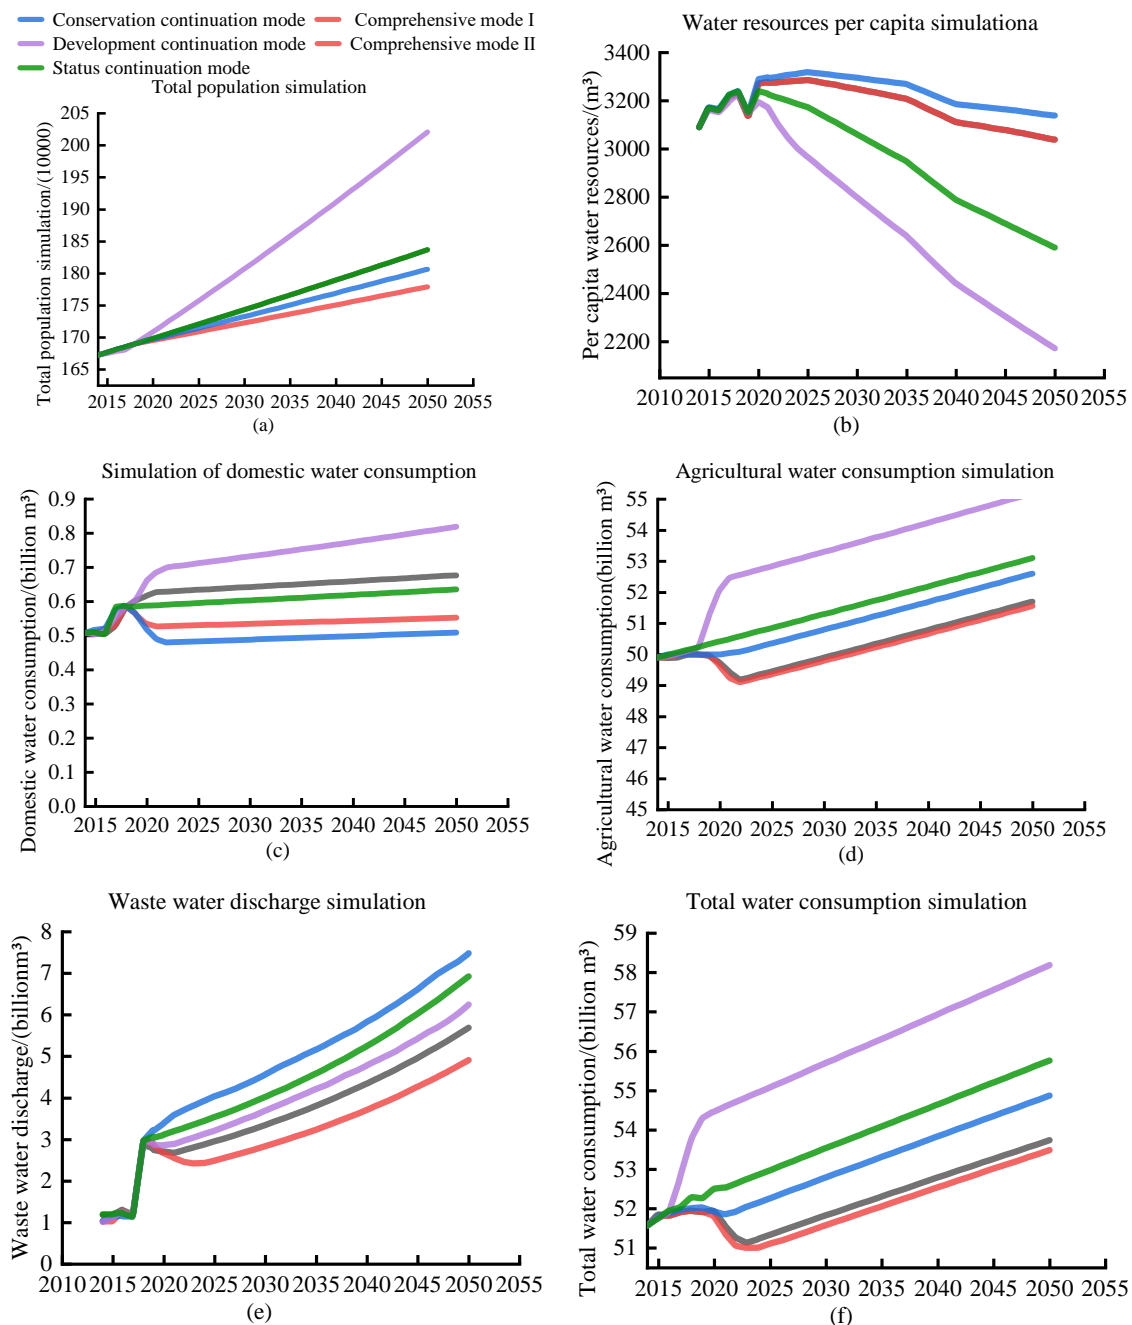 Conservation continuation mode
Comprehensive mode I
Development continuation mode
Comprehensive mode II
Status continuation mode
Total population simulation
Total population simulation/(10000)
205
200
195
190
185
180
175
170
165
2015 2020 2025 2030 2035 2040 2045 2050 2055
(a)
Water resources per capita simulationa
Per capita water resources/(m³)
3400
3200
3000
2800
2600
2400
2200
2010 2015 2020 2025 2030 2035 2040 2045 2050 2055
(b)
Simulation of domestic water consumption
Domestic water consumption/(billion m³)
0.9
0.8
0.7
0.6
0.5
0.4
0.3
0.2
0.1
0.0
2015 2020 2025 2030 2035 2040 2045 2050 2055
(c)
Agricultural water consumption simulation
Agricultural water consumption(billion m³)
55
54
53
52
51
50
49
48
47
46
45
2015 2020 2025 2030 2035 2040 2045 2050 2055
(d)
Waste water discharge simulation
Waste water discharge/(billionm³)
8
7
6
5
4
3
2
1
0
2010 2015 2020 2025 2030 2035 2040 2045 2050 2055
(e)
Total water consumption simulation
Total water consumption/(billion m³)
59
58
57
56
55
54
53
52
51
2015 2020 2025 2030 2035 2040 2045 2050 2055
(f)